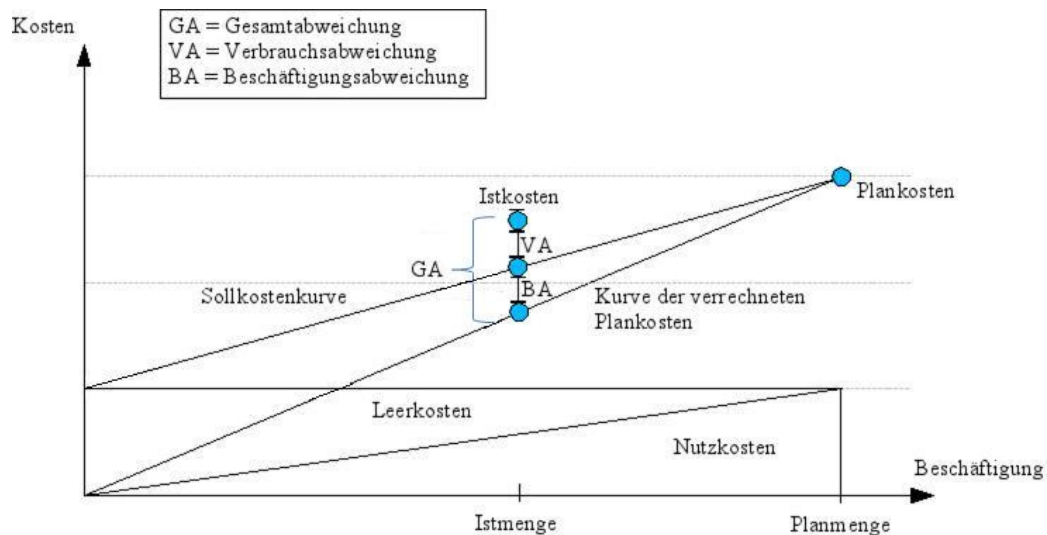 Kosten
GA = Gesamtabweichung
VA = Verbrauchsabweichung
BA = Beschäftigungsabweichung
Istkosten
Plankosten
VA
GA
BA
Sollkostenkurve
Kurve der verrechneten
Plankosten
Leerkosten
Nutzkosten
Beschäftigung
Istmenge
Planmenge